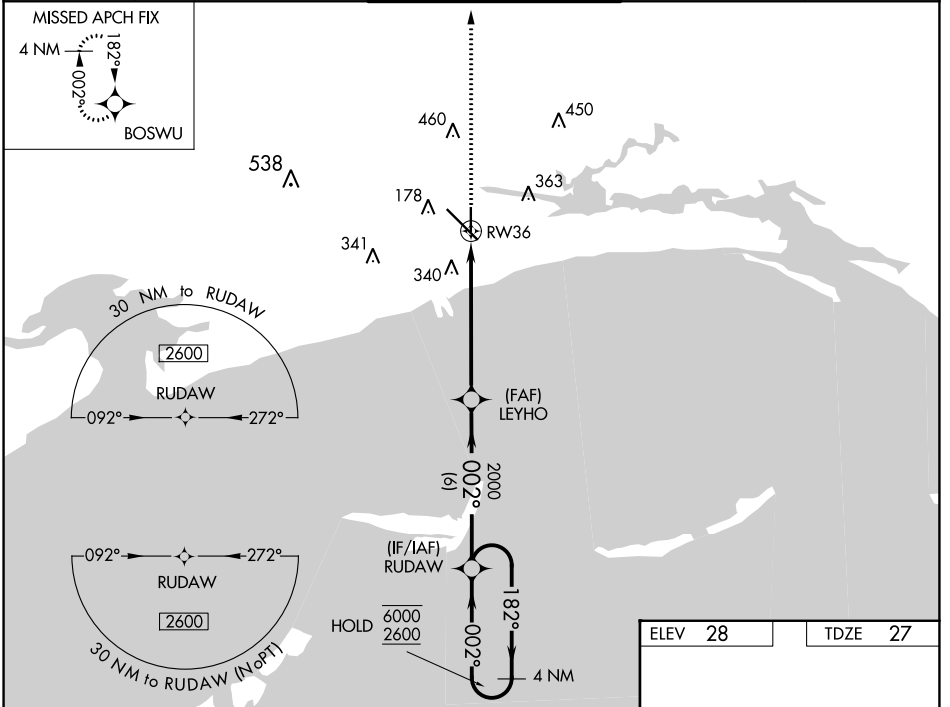 MISSED APCH FIX
4 NM
182°
002°
BOSWU
460
450
538
363
178
RW36
341
340
30 NM to RUDAW
2600
RUDAW
092°
272°
(FAF)
LEYHO
2000
002°
(6)
092°
272°
RUDAW
2600
30 NM to RUDAW (NoPT)
(IF/IAF)
RUDAW
182°
HOLD
6000
2600
002°
4 NM
ELEV 28
TDZE 27